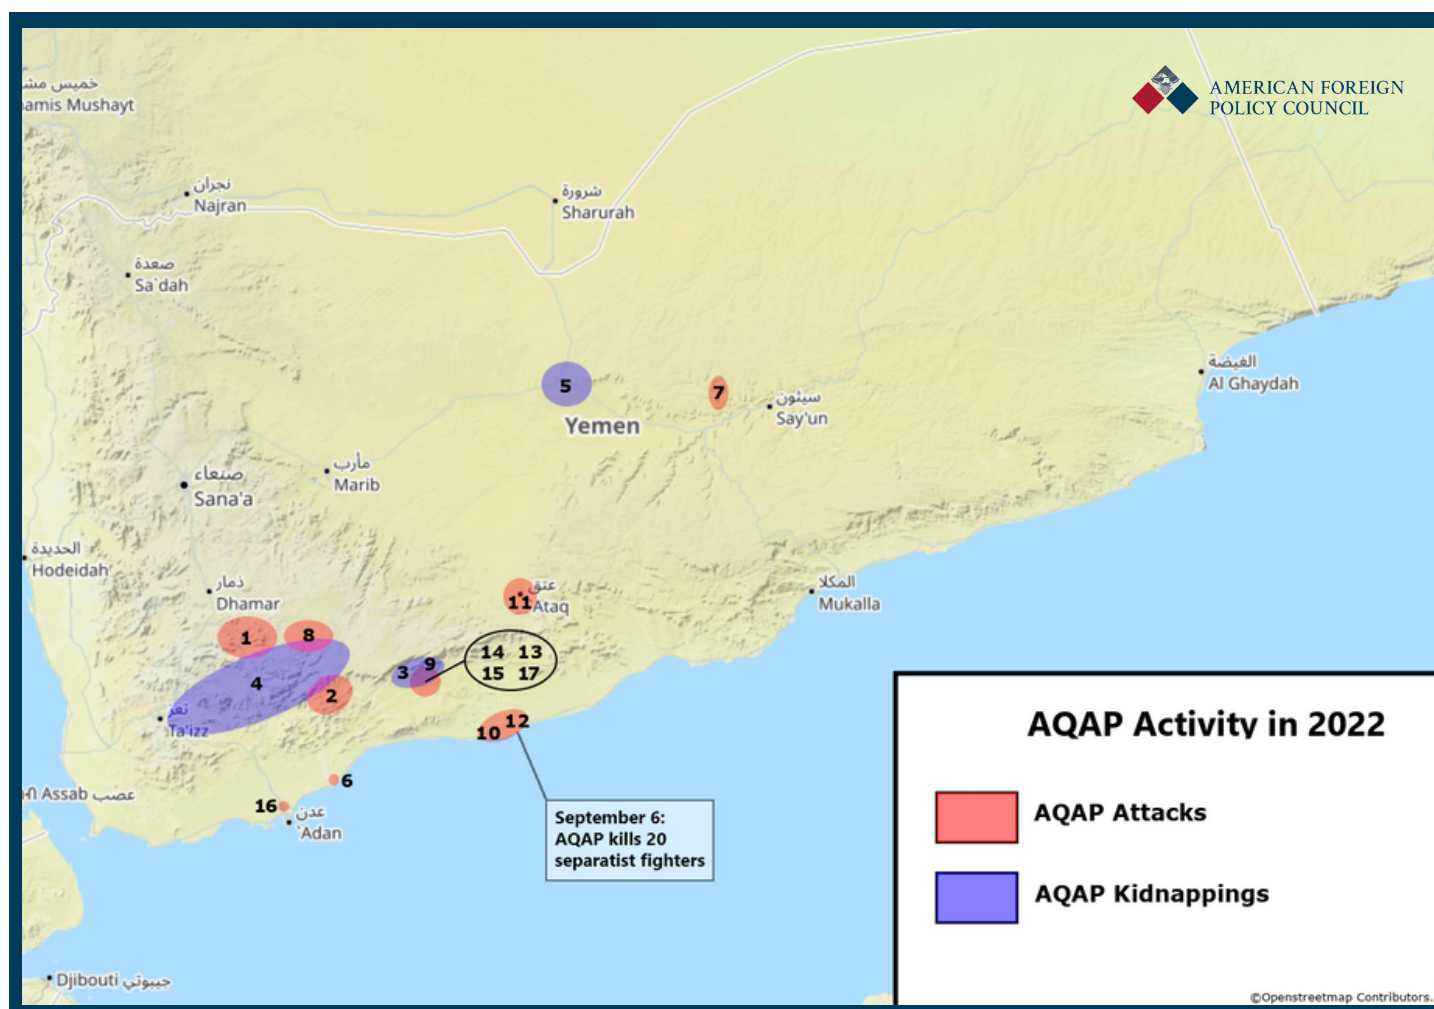 AMERICAN FOREIGN
POLICY COUNCIL
خميس مش
amis Mushayt
نجران
Najran
شرورة
Sharurah
صعدة
Sa`dah
الغيضة
Al Ghaydah
5
7
سيئون
Say'un
Yemen
مأرب
Marib
صنعاء
Sana'a
الحديدة
Hodeidah
ذمار
Dhamar
عتق
Ataq
11
المكلا
Mukalla
1
8
14 13
15 17
9
3
4
2
تعز
Ta'izz
12
10
6
16
عدن
`Adan
Assab عصب
September 6:
AQAP kills 20
separatist fighters
AQAP Activity in 2022
AQAP Attacks
AQAP Kidnappings
Djibouti جيبوتي
©Openstreetmap Contributors.